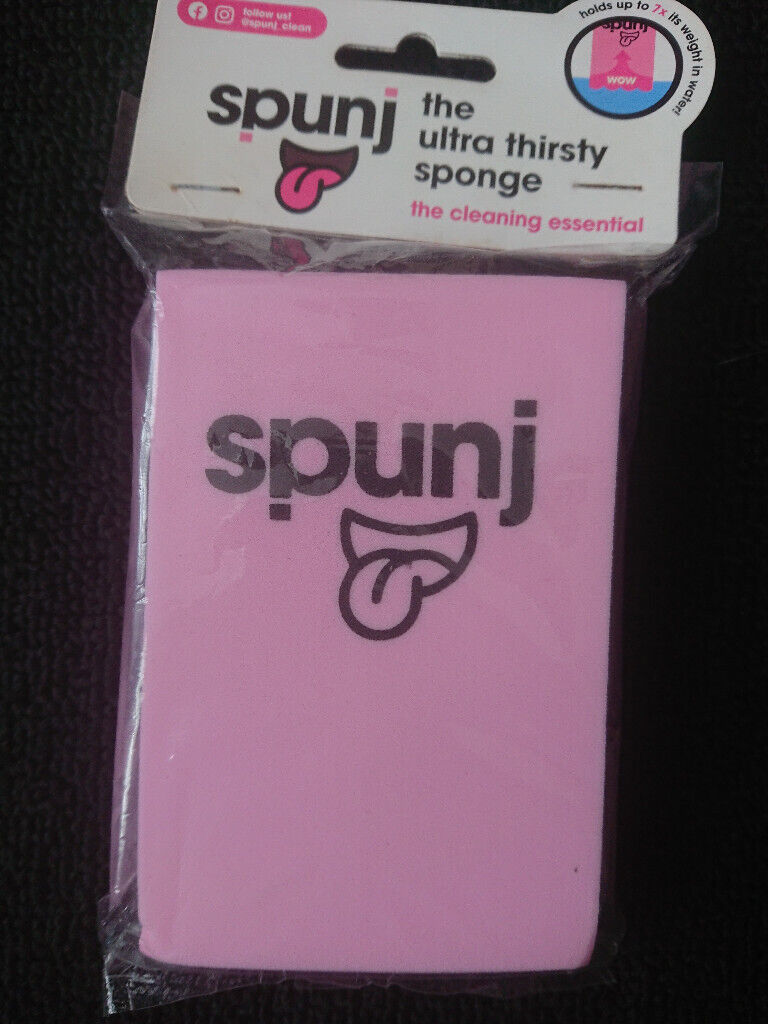 follow us!
@spunj_clean
holds up to 7x its weight in water!
spunj
wow
spunj
the
ultra thirsty
sponge
the cleaning essential
spunj